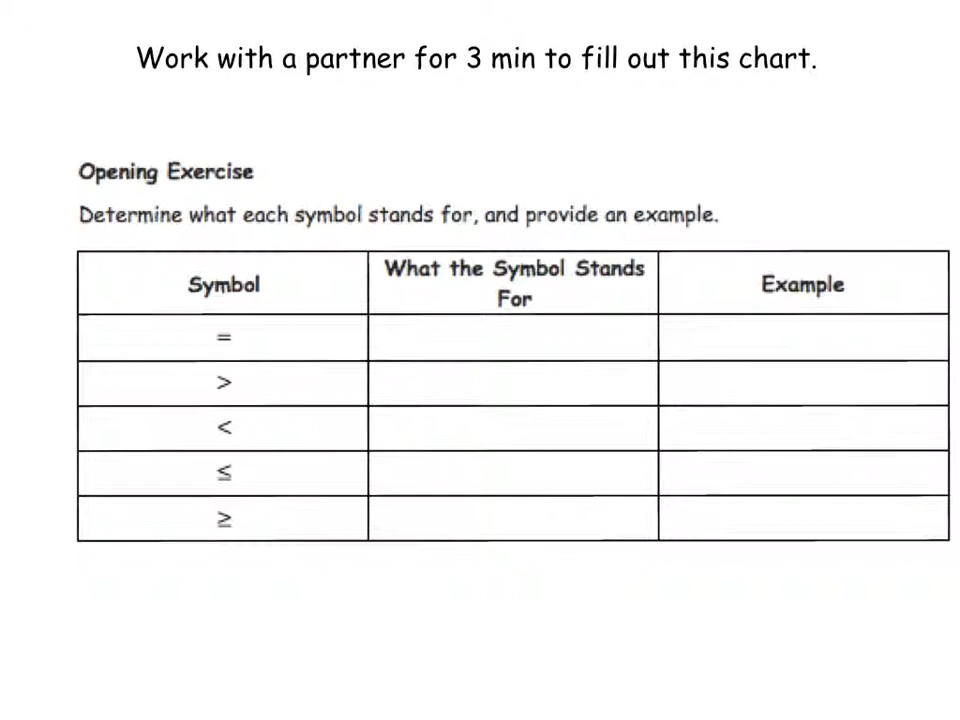 Work with a partner for 3 min to fill out this chart.
Opening Exercise
Determine what each symbol stands for, and provide an example.
Symbol
What the Symbol Stands
For
Example
=
>
<
≤
≥